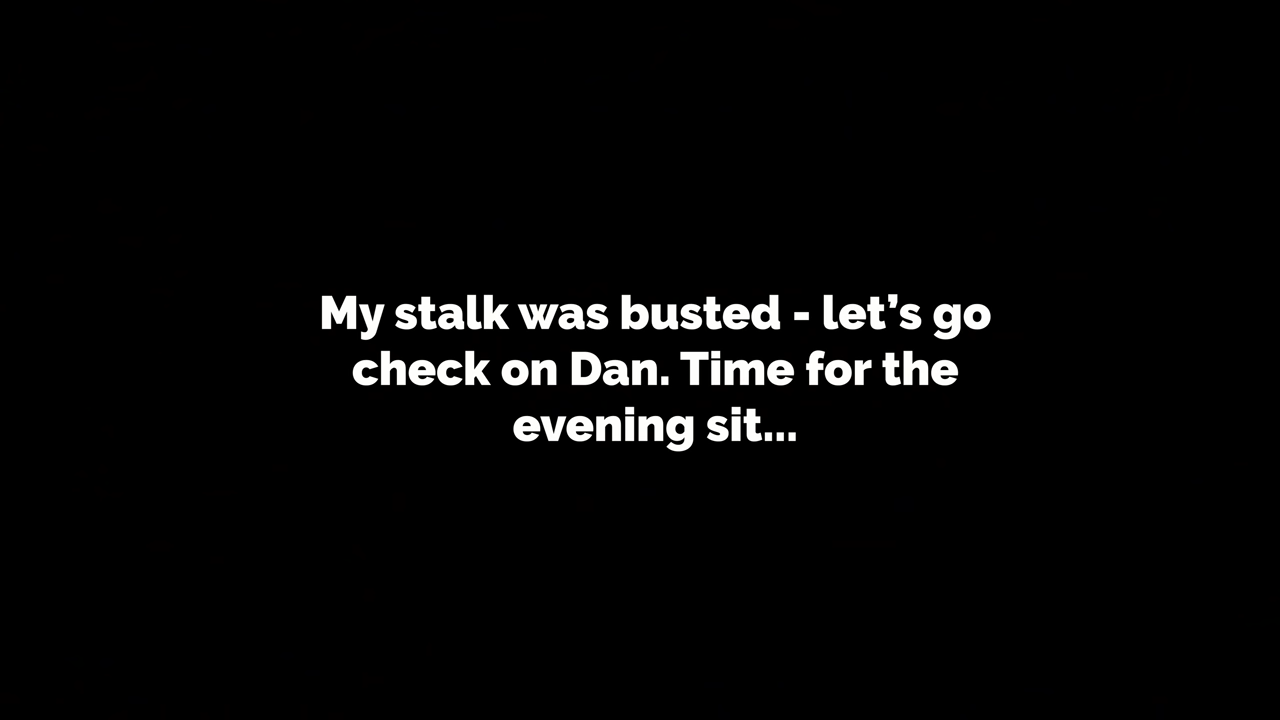 My stalk was busted - let’s go
check on Dan. Time for the
evening sit...